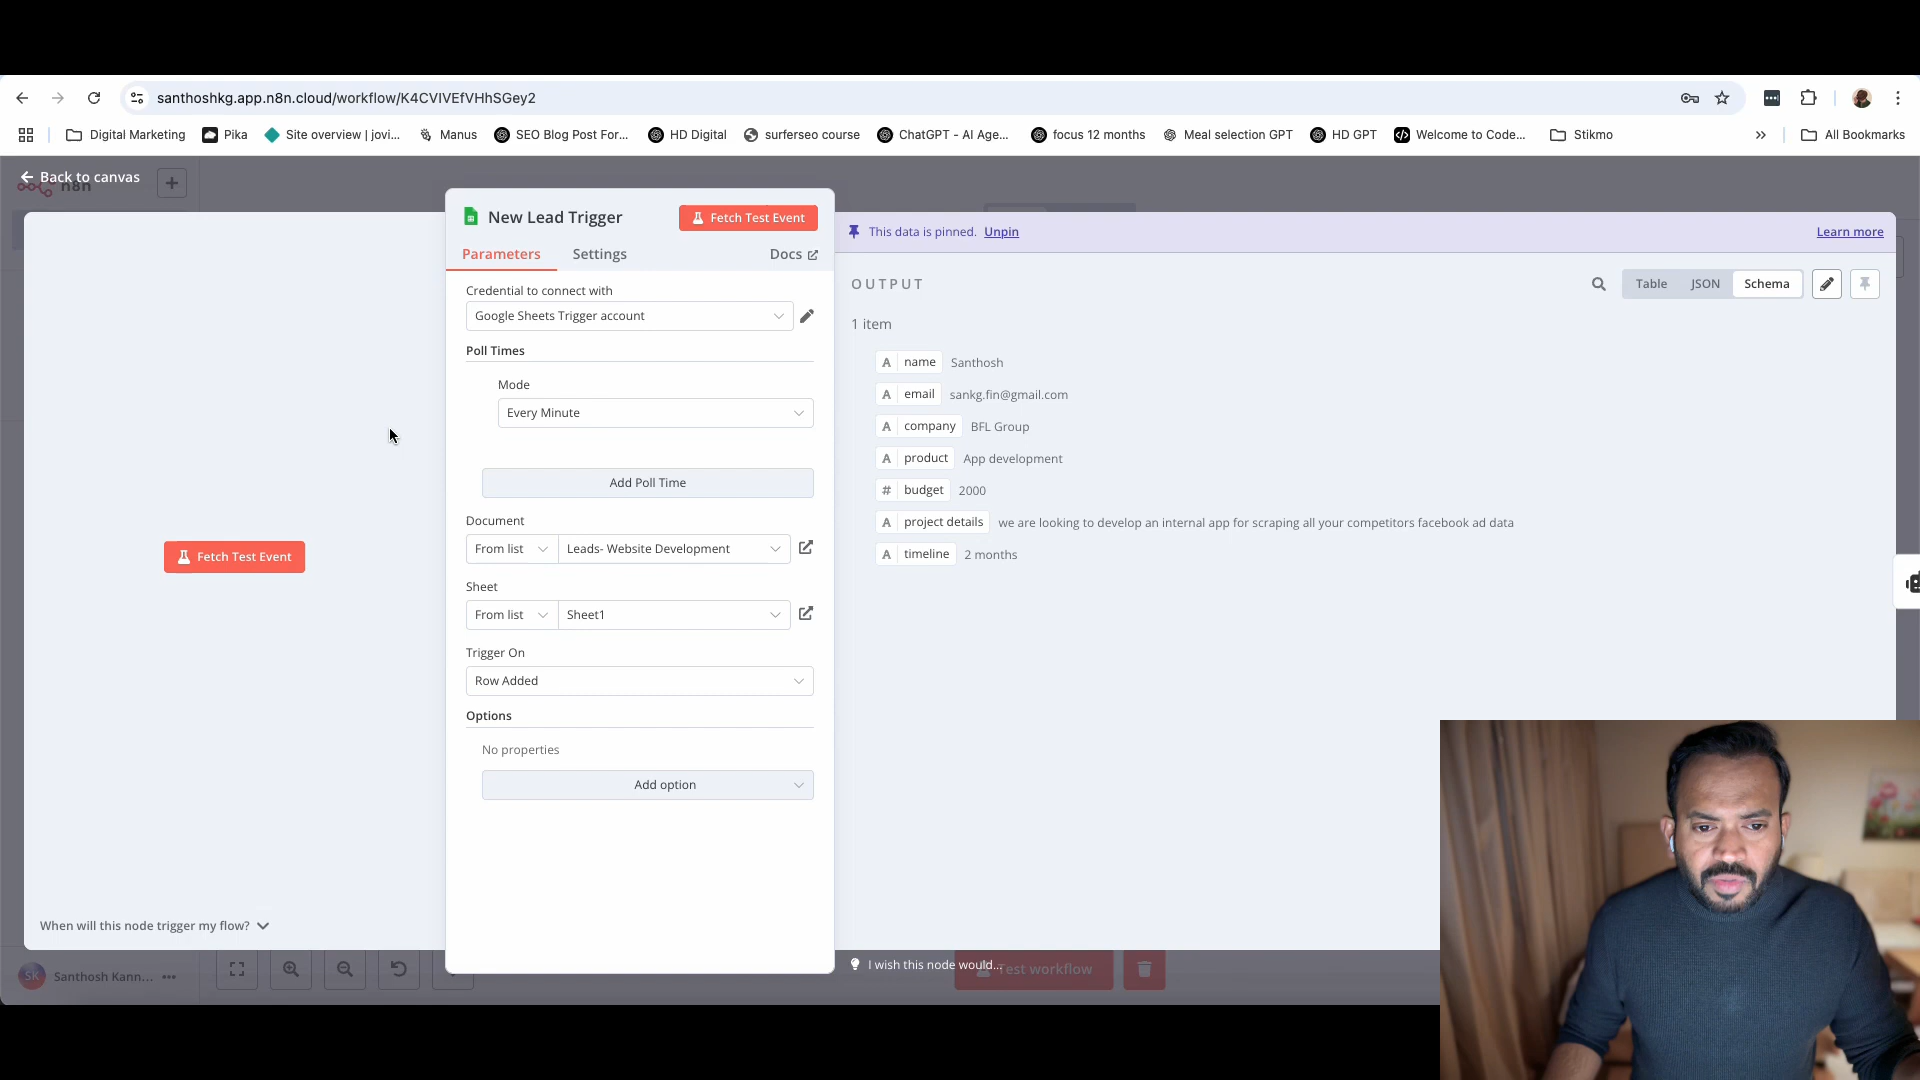 santhoshkg.app.n8n.cloud/workflow/K4CVIVEfVHhSGey2
Digital Marketing
Pika
Site overview | jovi...
Manus
SEO Blog Post For...
HD Digital
surferseo course
ChatGPT - AI Age...
focus 12 months
Meal selection GPT
HD GPT
Welcome to Code...
Stikmo
All Bookmarks
Back to canvas
n8n
New Lead Trigger
Fetch Test Event
Parameters
Settings
Docs
Credential to connect with
Google Sheets Trigger account
Poll Times
Mode
Every Minute
Add Poll Time
Document
From list
Leads- Website Development
Sheet
From list
Sheet1
Trigger On
Row Added
Options
No properties
Add option
Fetch Test Event
When will this node trigger my flow?
This data is pinned. Unpin
Learn more
OUTPUT
Table
JSON
Schema
1 item
A name Santhosh
A email sankg.fin@gmail.com
A company BFL Group
A product App development
# budget 2000
A project details we are looking to develop an internal app for scraping all your competitors facebook ad data
A timeline 2 months
SK
Santhosh Kann...
I wish this node would...
Test workflow